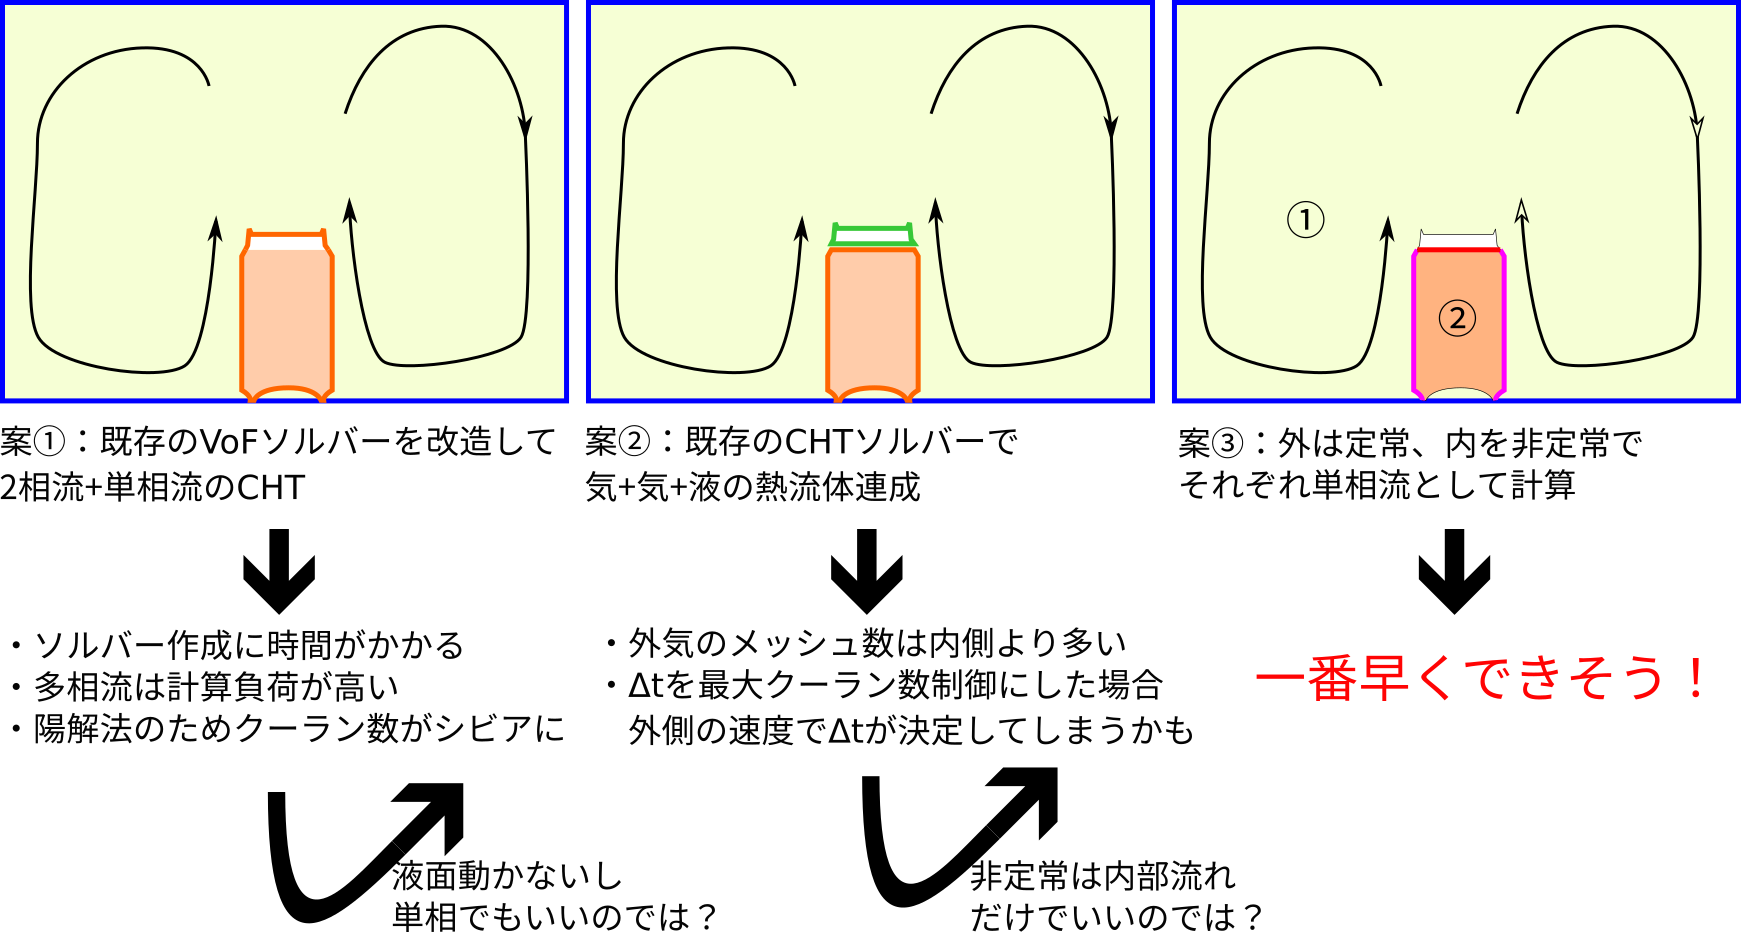 ①
②
案①：既存のVoFソルバーを改造して
2相流+単相流のCHT
案②：既存のCHTソルバーで
気+気+液の熱流体連成
案③：外は定常、内を非定常で
それぞれ単相流として計算
・ソルバー作成に時間がかかる
・多相流は計算負荷が高い
・陽解法のためクーラン数がシビアに
・外気のメッシュ数は内側より多い
・Δtを最大クーラン数制御にした場合
外側の速度でΔtが決定してしまうかも
一番早くできそう！
液面動かないし
単相でもいいのでは？
非定常は内部流れ
だけでいいのでは？